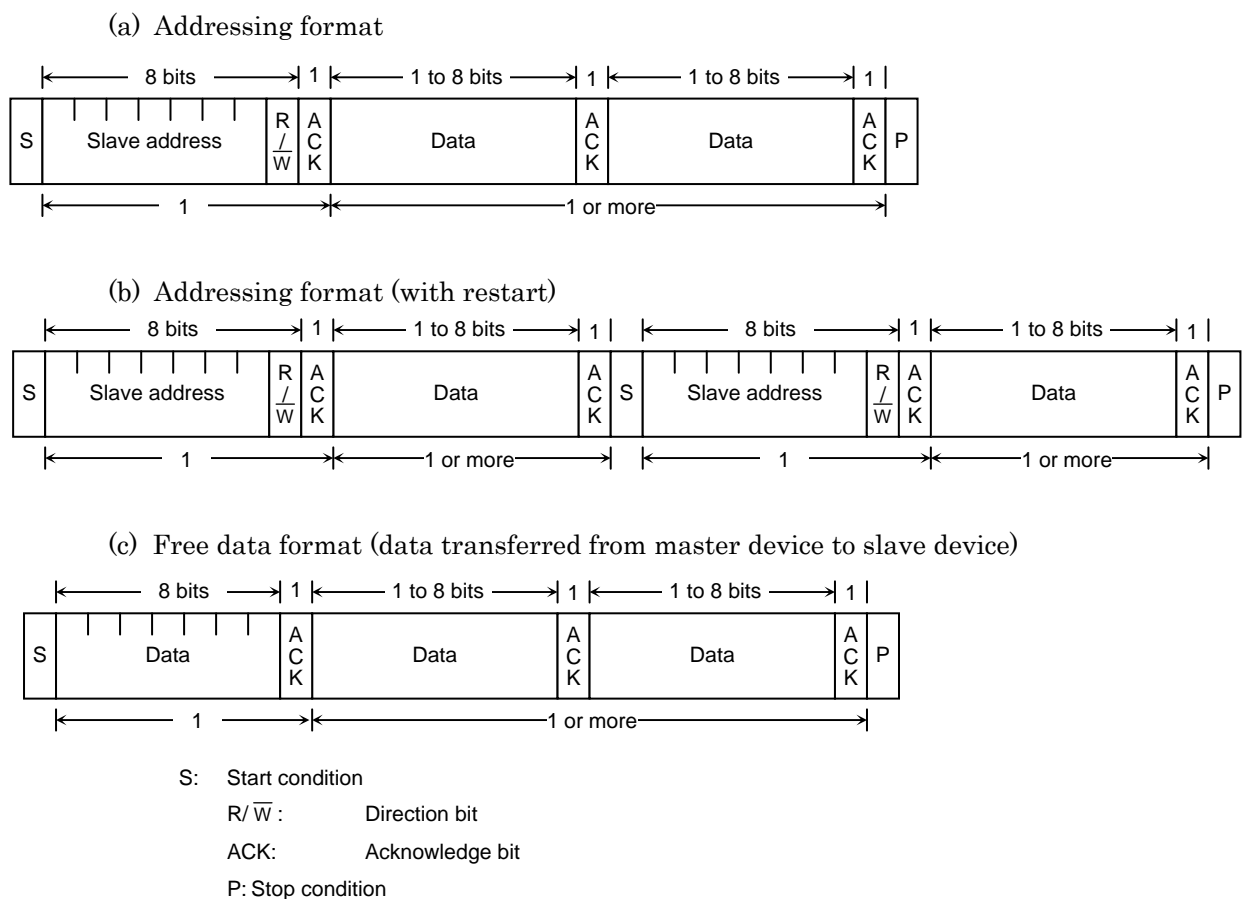 (a) Addressing format
8 bits 1 1 to 8 bits 1 1 to 8 bits 1
S Slave address R/W̅ ACK Data ACK Data ACK P
1 1 or more
(b) Addressing format (with restart)
8 bits 1 1 to 8 bits 1 8 bits 1 1 to 8 bits 1
S Slave address R/W̅ ACK Data ACK S Slave address R/W̅ ACK Data ACK P
1 1 or more 1 1 or more
(c) Free data format (data transferred from master device to slave device)
8 bits 1 1 to 8 bits 1 1 to 8 bits 1
S Data ACK Data ACK Data ACK P
1 1 or more
S: Start condition
R/W̅ : Direction bit
ACK: Acknowledge bit
P: Stop condition